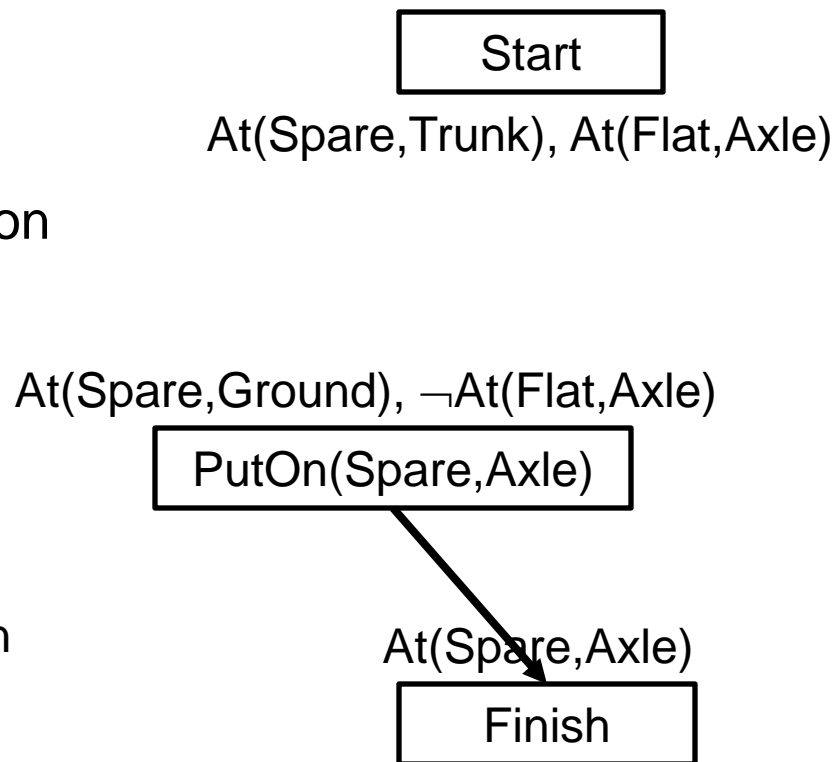 Start
At(Spare,Trunk), At(Flat,Axle)
on
At(Spare,Ground), ¬At(Flat,Axle)
PutOn(Spare,Axle)
At(Spare,Axle)
Finish